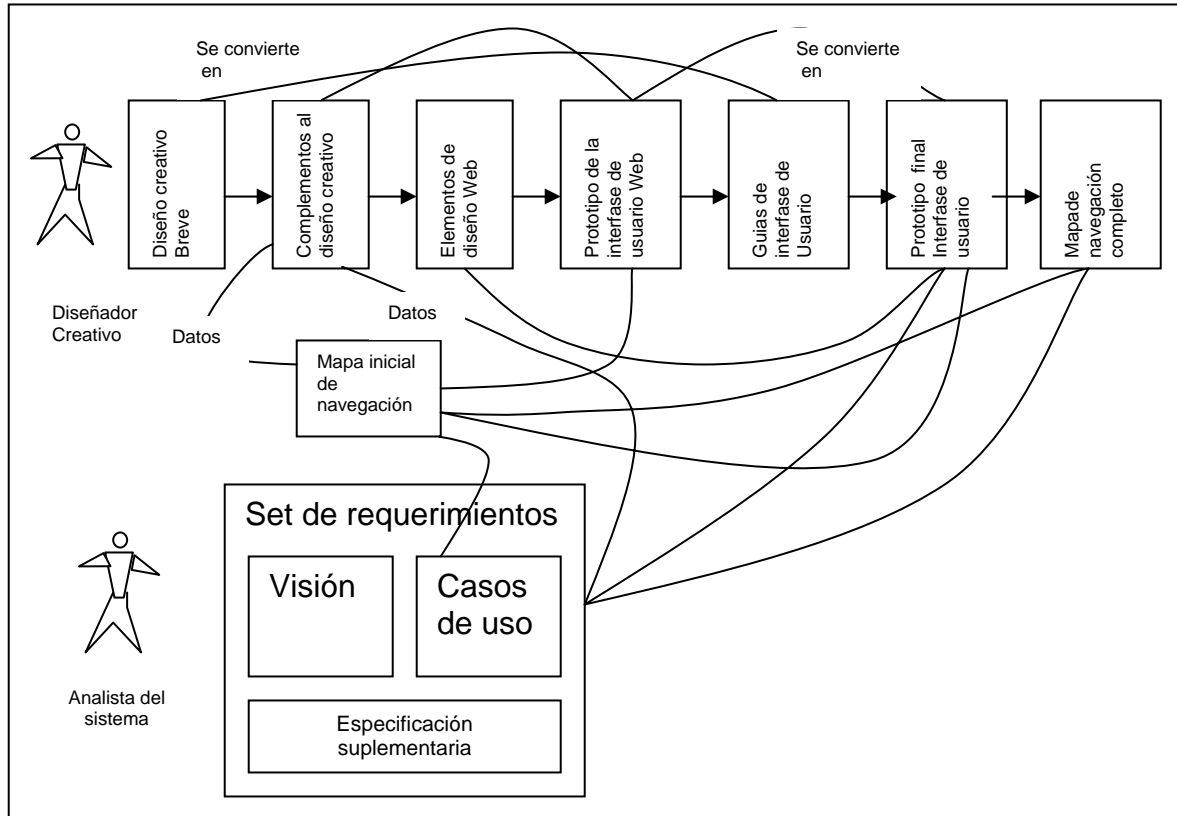 Se convierte
en
Se convierte
en
Diseño creativo
Breve
Complementos al
diseño creativo
Elementos de
diseño Web
Prototipo de la
interfase de
usuario Web
Guias de
interfase de
Usuario
Prototipo final
Interfase de
usuario
Mapade
navegación
completo
Diseñador
Creativo
Datos
Datos
Mapa inicial
de
navegación
Set de requerimientos
Visión
Casos
de uso
Analista del
sistema
Especificación
suplementaria